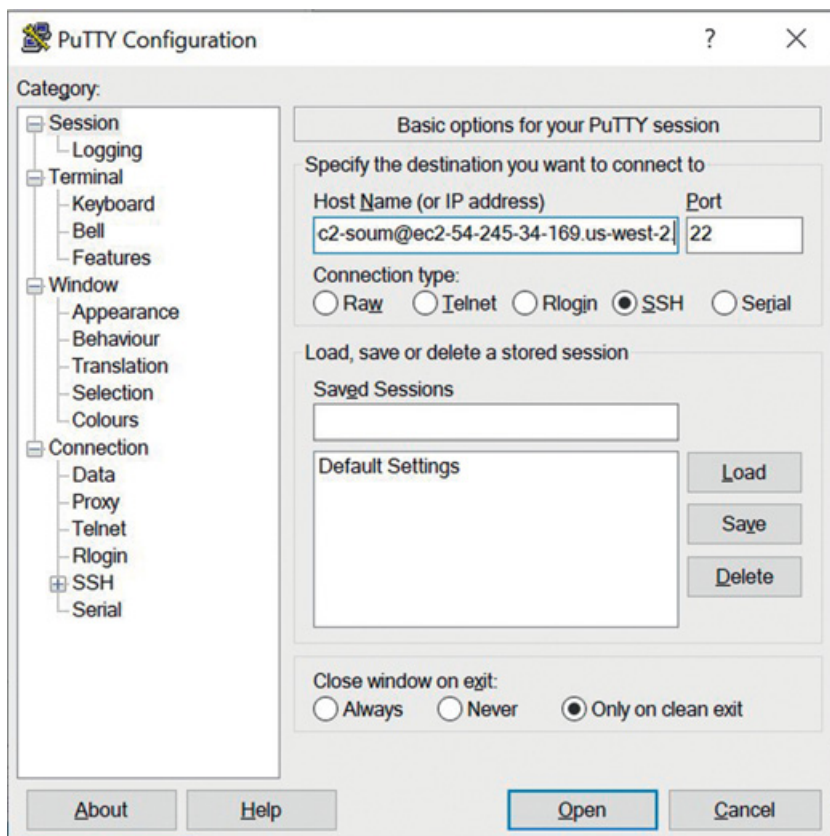 PuTTY Configuration
?
Category:
Session
Logging
Terminal
Keyboard
Bell
Features
Window
Appearance
Behaviour
Translation
Selection
Colours
Connection
Data
Proxy
Telnet
Rlogin
SSH
Serial
Basic options for your PuTTY session
Specify the destination you want to connect to
Host Name (or IP address) Port
c2-soum@ec2-54-245-34-169.us-west-2. 22
Connection type:
Raw Telnet Rlogin SSH Serial
Load, save or delete a stored session
Saved Sessions
Default Settings
Load
Save
Delete
Close window on exit:
Always Never Only on clean exit
About Help Open Cancel